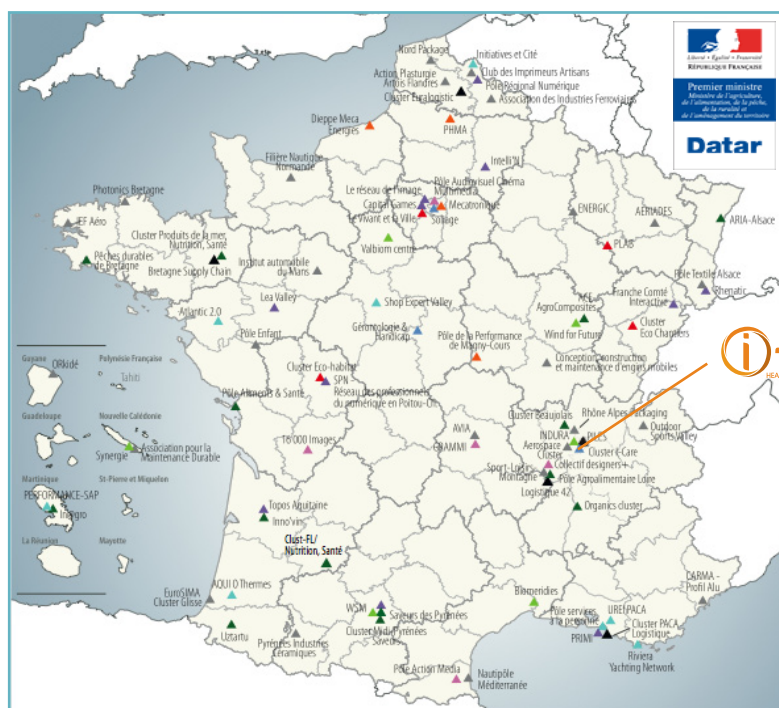 Nord Package
Initiatives et Cité
Action Plasturgie
Club des Imprimeurs Artisans
Artois Flandres
Pôle Régional Numérique
Cluster Euralogistic
Association des Industries Ferroviaires
Liberté • Égalité • Fraternité
RÉPUBLIQUE FRANÇAISE
Premier ministre
Ministère de l'agriculture,
de l'alimentation, de la pêche,
de la ruralité et
de l'aménagement du territoire
Datar
Dieppe Meca
Energies
PHMA
Filière Nautique
Normande
Intelli'N
Photonics Bretagne
Le réseau de l'image
Pôle Audiovisuel Cinéma
Multimédia
Capital Games
Mecatronique
Le Vivant et la Ville
ENERGIC
AERIADES
ARIA-Alsace
IEF Aéro
Cluster Produits de la mer,
Nutrition, Santé
Valbiom centre
PLAB
Pêches durables
de Bretagne
Bretagne Supply Chain
Institut automobile
du Mans
Pôle Textile Alsace
Rhenatic
Atlantic 2.0
Lea Valley
Shop Expert Valley
ACE
AgroComposites
Franche Comté
Interactive
Pôle Enfant
Gérontologie &
Handicap
Wind for Future
Cluster
Eco Chantiers
Pôle de la Performance
de Magny-Cours
Conception construction
et maintenance d'engins mobiles
Guyane
Polynésie Française
ORkidé
Tahiti
Cluster Eco-habitat
SPN
Réseau des professionnels
du numérique en Poitou-Ch.
i
HEA
Pôle Aliments & Santé
Guadeloupe
Nouvelle Calédonie
Synergie
Association pour la
Maintenance Durable
16 000 Images
AVIA
GRAMMI
Cluster Beaujolais
Rhône Alpes Packaging
INDURA
PILES
Outdoor
Sports Valley
Aerospace
Cluster
Cluster I-Care
Sport-Loisirs
Montagne
Collectif designers+
Pôle Agroalimentaire Loire
Logistique 42
Martinique
St-Pierre et Miquelon
PERFORMANCE-SAP
Topos Aquitaine
Inno'vin
Organics cluster
La Réunion
Mayotte
Clust-FL/
Nutrition, Santé
EuroSIMA
Cluster Glisse
AQUI O Thermes
WSM
Saveurs des Pyrénées
Biomeridies
CARMA –
Profil Alu
Uztartu
Pyrénées Industries
Céramiques
Cluster Midi-Pyrénées
Pôle services
à la personne
UREI PACA
Cluster PACA
Logistique
PRIMI
Riviera
Yachting Network
Pôle Action Media
Nautipôle
Méditerranée